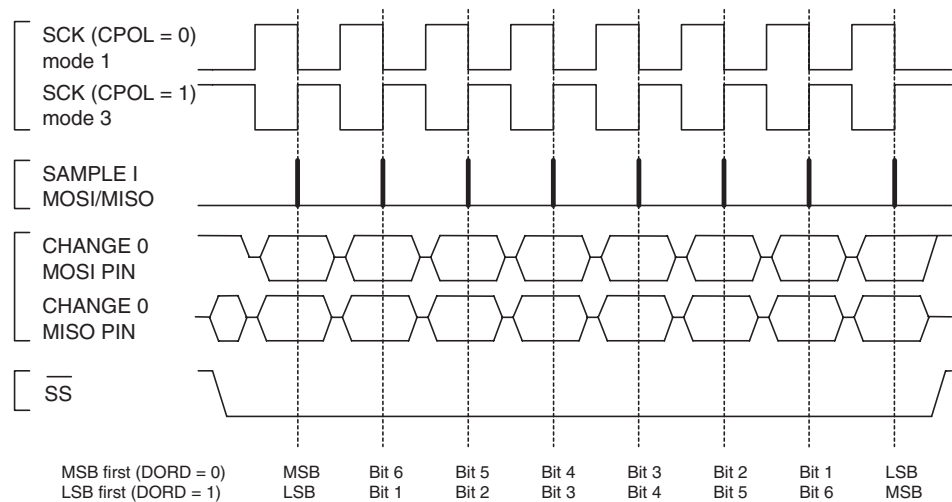 SCK (CPOL = 0)
mode 1
SCK (CPOL = 1)
mode 3
SAMPLE I
MOSI/MISO
CHANGE 0
MOSI PIN
CHANGE 0
MISO PIN
SS
MSB first (DORD = 0) MSB Bit 6 Bit 5 Bit 4 Bit 3 Bit 2 Bit 1 LSB
LSB first (DORD = 1) LSB Bit 1 Bit 2 Bit 3 Bit 4 Bit 5 Bit 6 MSB